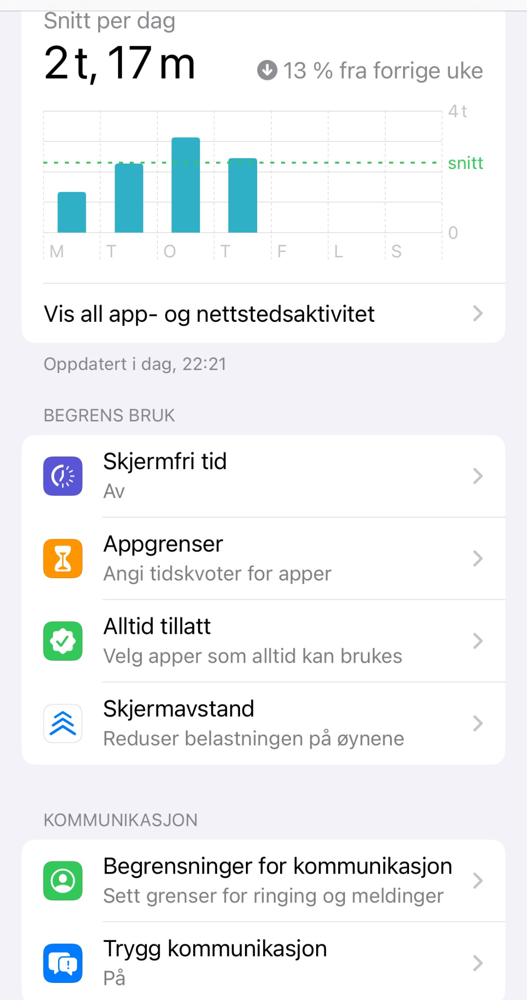 Snitt per dag
2 t, 17 m
13 % fra forrige uke
4 t
snitt
0
M T O T F L S
Vis all app- og nettstedsaktivitet
Oppdatert i dag, 22:21
BEGRENS BRUK
Skjermfri tid
Av
Appgrenser
Angi tidskvoter for apper
Alltid tillatt
Velg apper som alltid kan brukes
Skjermavstand
Reduser belastningen på øynene
KOMMUNIKASJON
Begrensninger for kommunikasjon
Sett grenser for ringing og meldinger
Trygg kommunikasjon
På